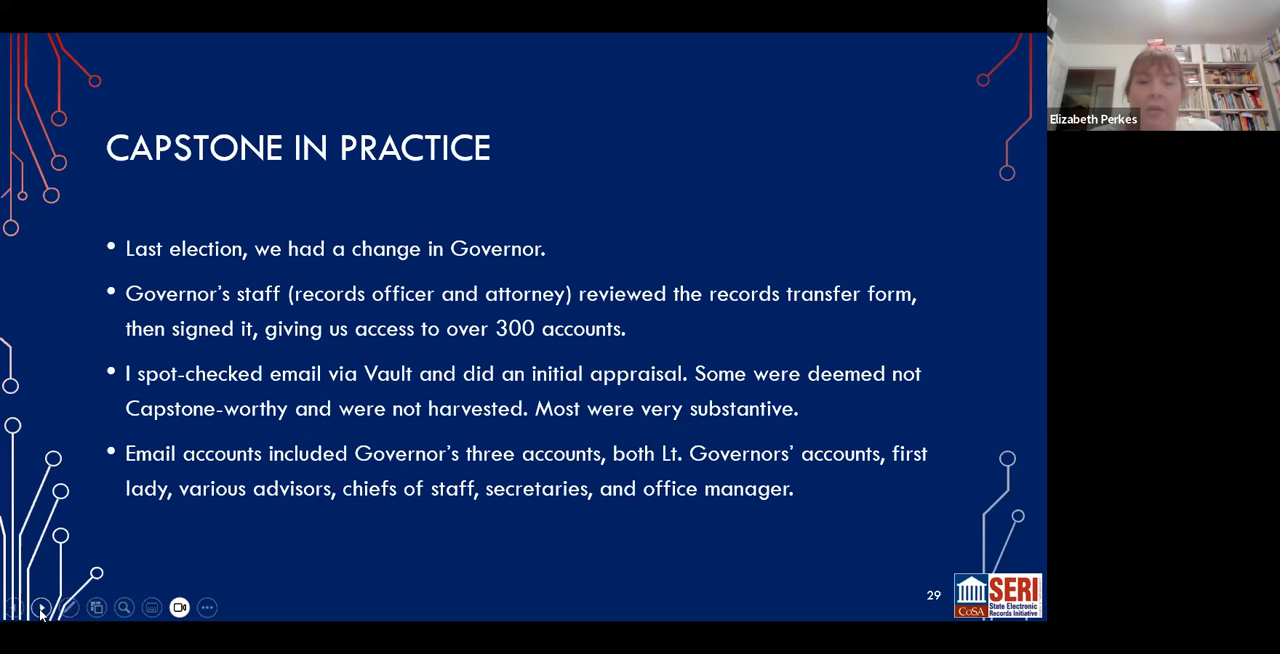 CAPSTONE IN PRACTICE
• Last election, we had a change in Governor.
• Governor's staff (records officer and attorney) reviewed the records transfer form,
then signed it, giving us access to over 300 accounts.
• I spot-checked email via Vault and did an initial appraisal. Some were deemed not
Capstone-worthy and were not harvested. Most were very substantive.
• Email accounts included Governor's three accounts, both Lt. Governors' accounts, first
lady, various advisors, chiefs of staff, secretaries, and office manager.
29
CoSA
SERI
State Electronic
Records Initiative
Elizabeth Perkes